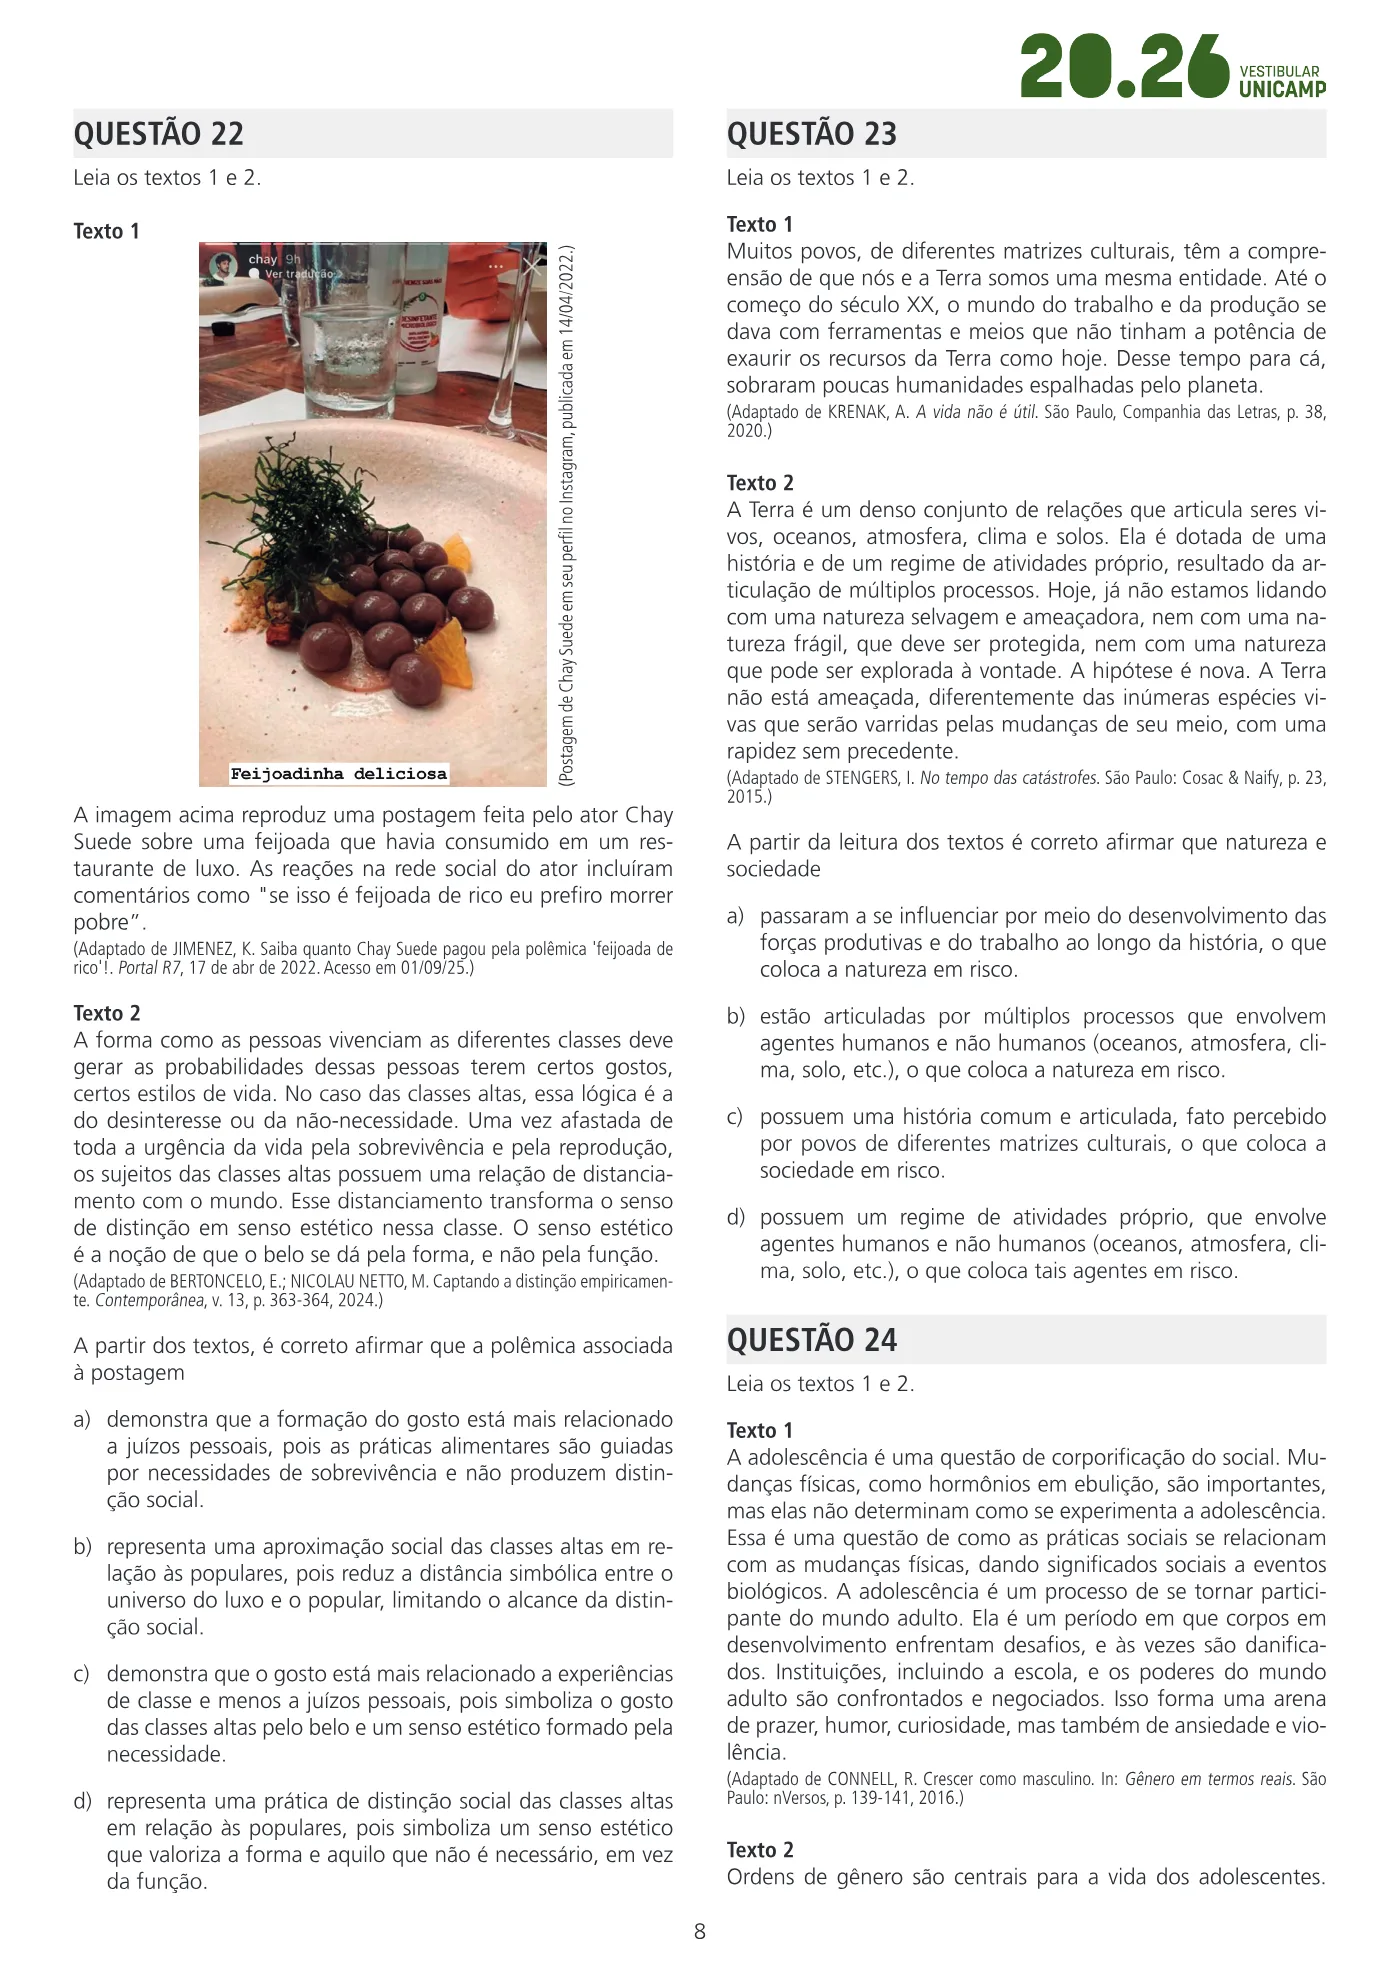 20.26 VESTIBULAR
UNICAMP
QUESTÃO 22
Leia os textos 1 e 2.
Texto 1
chay 9h
Ver tradução
DESINFETANTE
(Postagem de Chay Suede em seu perfil no Instagram, publicada em 14/04/2022.)
Feijoadinha deliciosa
A imagem acima reproduz uma postagem feita pelo ator Chay
Suede sobre uma feijoada que havia consumido em um res-
taurante de luxo. As reações na rede social do ator incluíram
comentários como "se isso é feijoada de rico eu prefiro morrer
pobre”.
(Adaptado de JIMENEZ, K. Saiba quanto Chay Suede pagou pela polêmica 'feijoada de
rico'!. Portal R7, 17 de abr de 2022. Acesso em 01/09/25.)
Texto 2
A forma como as pessoas vivenciam as diferentes classes deve
gerar as probabilidades dessas pessoas terem certos gostos,
certos estilos de vida. No caso das classes altas, essa lógica é a
do desinteresse ou da não-necessidade. Uma vez afastada de
toda a urgência da vida pela sobrevivência e pela reprodução,
os sujeitos das classes altas possuem uma relação de distancia-
mento com o mundo. Esse distanciamento transforma o senso
de distinção em senso estético nessa classe. O senso estético
é a noção de que o belo se dá pela forma, e não pela função.
(Adaptado de BERTONCELO, E.; NICOLAU NETTO, M. Captando a distinção empiricamen-
te. Contemporânea, v. 13, p. 363-364, 2024.)
A partir dos textos, é correto afirmar que a polêmica associada
à postagem
a) demonstra que a formação do gosto está mais relacionado
a juízos pessoais, pois as práticas alimentares são guiadas
por necessidades de sobrevivência e não produzem distin-
ção social.
b) representa uma aproximação social das classes altas em re-
lação às populares, pois reduz a distância simbólica entre o
universo do luxo e o popular, limitando o alcance da distin-
ção social.
c) demonstra que o gosto está mais relacionado a experiências
de classe e menos a juízos pessoais, pois simboliza o gosto
das classes altas pelo belo e um senso estético formado pela
necessidade.
d) representa uma prática de distinção social das classes altas
em relação às populares, pois simboliza um senso estético
que valoriza a forma e aquilo que não é necessário, em vez
da função.
QUESTÃO 23
Leia os textos 1 e 2.
Texto 1
Muitos povos, de diferentes matrizes culturais, têm a compre-
ensão de que nós e a Terra somos uma mesma entidade. Até o
começo do século XX, o mundo do trabalho e da produção se
dava com ferramentas e meios que não tinham a potência de
exaurir os recursos da Terra como hoje. Desse tempo para cá,
sobraram poucas humanidades espalhadas pelo planeta.
(Adaptado de KRENAK, A. A vida não é útil. São Paulo, Companhia das Letras, p. 38,
2020.)
Texto 2
A Terra é um denso conjunto de relações que articula seres vi-
vos, oceanos, atmosfera, clima e solos. Ela é dotada de uma
história e de um regime de atividades próprio, resultado da ar-
ticulação de múltiplos processos. Hoje, já não estamos lidando
com uma natureza selvagem e ameaçadora, nem com uma na-
tureza frágil, que deve ser protegida, nem com uma natureza
que pode ser explorada à vontade. A hipótese é nova. A Terra
não está ameaçada, diferentemente das inúmeras espécies vi-
vas que serão varridas pelas mudanças de seu meio, com uma
rapidez sem precedente.
(Adaptado de STENGERS, I. No tempo das catástrofes. São Paulo: Cosac & Naify, p. 23,
2015.)
A partir da leitura dos textos é correto afirmar que natureza e
sociedade
a) passaram a se influenciar por meio do desenvolvimento das
forças produtivas e do trabalho ao longo da história, o que
coloca a natureza em risco.
b) estão articuladas por múltiplos processos que envolvem
agentes humanos e não humanos (oceanos, atmosfera, cli-
ma, solo, etc.), o que coloca a natureza em risco.
c) possuem uma história comum e articulada, fato percebido
por povos de diferentes matrizes culturais, o que coloca a
sociedade em risco.
d) possuem um regime de atividades próprio, que envolve
agentes humanos e não humanos (oceanos, atmosfera, cli-
ma, solo, etc.), o que coloca tais agentes em risco.
QUESTÃO 24
Leia os textos 1 e 2.
Texto 1
A adolescência é uma questão de corporificação do social. Mu-
danças físicas, como hormônios em ebulição, são importantes,
mas elas não determinam como se experimenta a adolescência.
Essa é uma questão de como as práticas sociais se relacionam
com as mudanças físicas, dando significados sociais a eventos
biológicos. A adolescência é um processo de se tornar partici-
pante do mundo adulto. Ela é um período em que corpos em
desenvolvimento enfrentam desafios, e às vezes são danifica-
dos. Instituições, incluindo a escola, e os poderes do mundo
adulto são confrontados e negociados. Isso forma uma arena
de prazer, humor, curiosidade, mas também de ansiedade e vio-
lência.
(Adaptado de CONNELL, R. Crescer como masculino. In: Gênero em termos reais. São
Paulo: nVersos, p. 139-141, 2016.)
Texto 2
Ordens de gênero são centrais para a vida dos adolescentes.
8